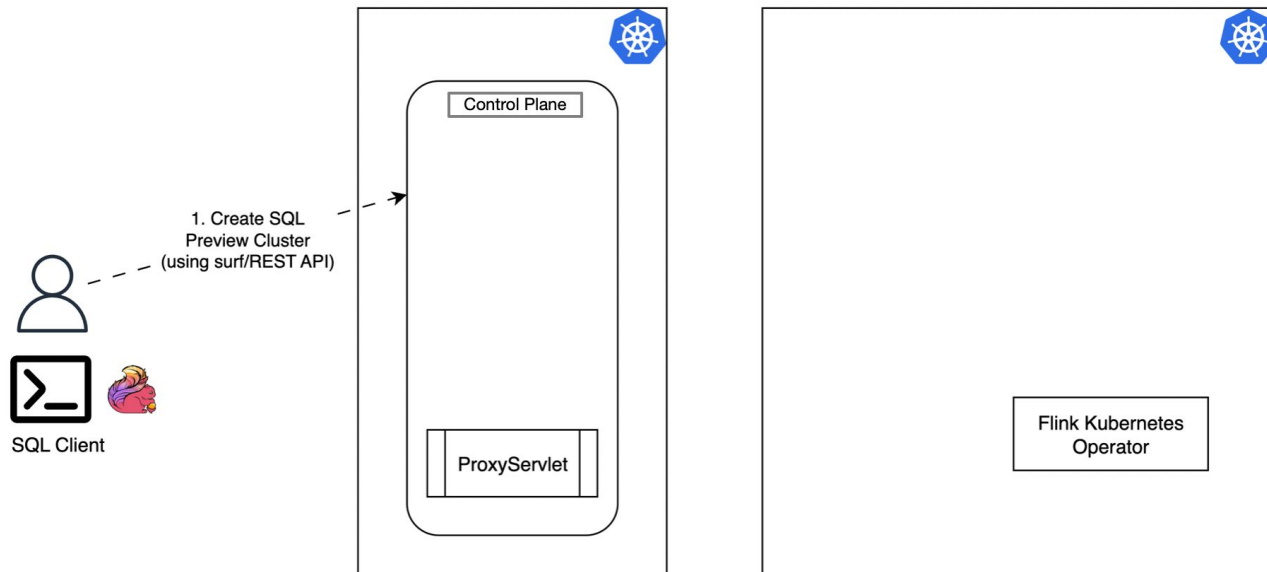 Control Plane
1. Create SQL
Preview Cluster
(using surf/REST API)
SQL Client
ProxyServlet
Flink Kubernetes
Operator